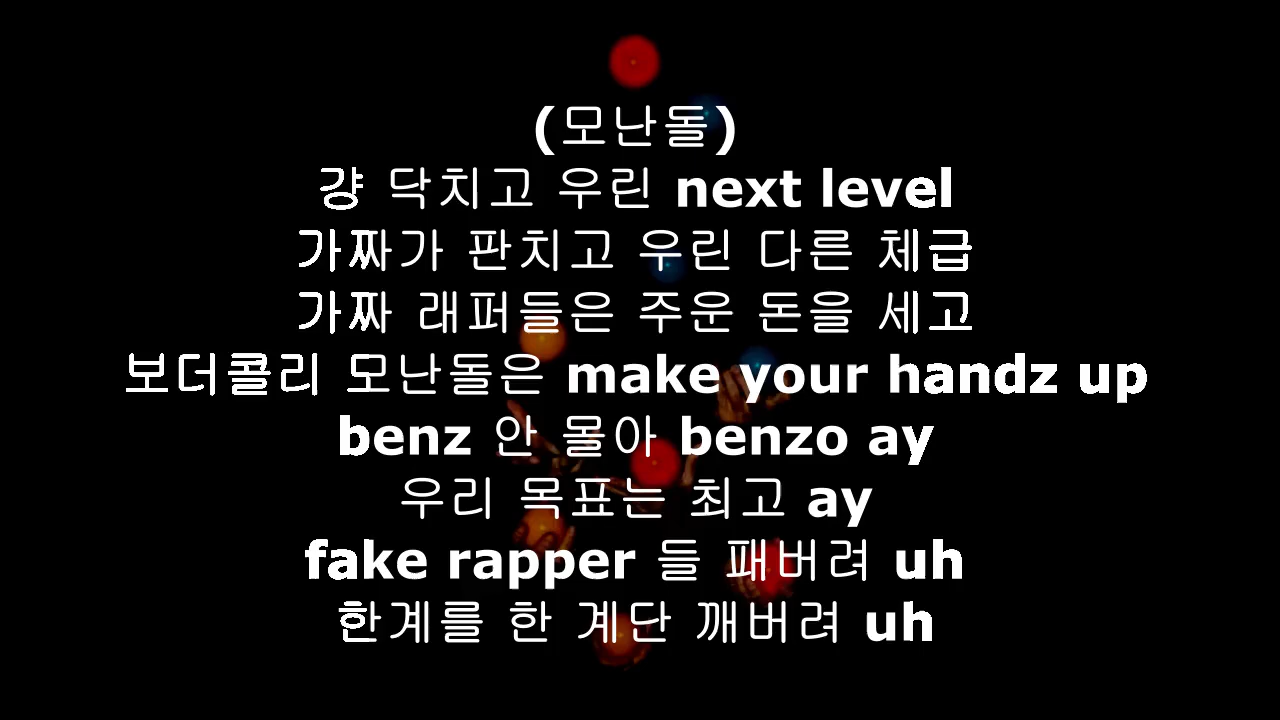 (모난돌)
걍 닥치고 우린 next level
가짜가 판치고 우린 다른 체급
가짜 래퍼들은 주운 돈을 세고
보더콜리 모난돌은 make your handz up
benz 안 몰아 benzo ay
우리 목표는 최고 ay
fake rapper 들 패버려 uh
한계를 한 계단 깨버려 uh